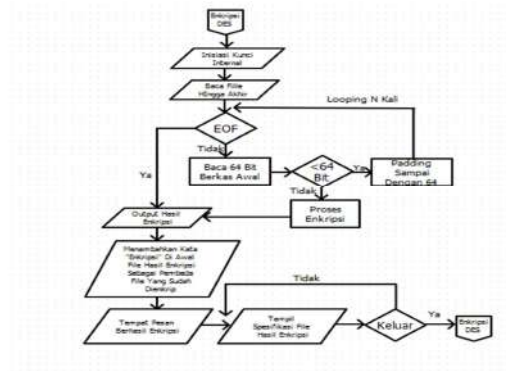 Enkripsi
DES
Inisiasi Kunci
Internal
Baca File
Hingga Akhir
Looping N Kali
EOF
Tidak
Ya
Baca 64 Bit
Berkas Awal
<64
Bit
Ya
Padding
Sampai
Dengan 64
Tidak
Proses
Enkripsi
Output Hasil
Enkripsi
Menambahkan Kata
"Enkripsi" Di Awal
File Hasil Enkripsi
Sebagai Pembeda
File Yang Sudah
Dienkrip
Tidak
Tempat Pesan
Berhasil Enkripsi
Tampil
Spesifikasi File
Hasil Enkripsi
Keluar
Ya
Enkripsi
DES